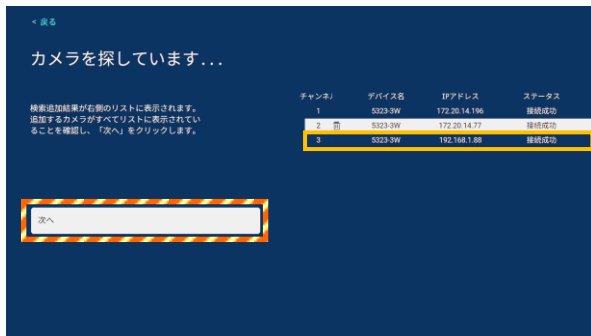 < 戻る
カメラを探しています...
検索追加結果が右側のリストに表示されます。
追加するカメラがすべてリストに表示されてい
ることを確認し、「次へ」をクリックします。
次へ
チャンネル デバイス名 IPアドレス ステータス
1 5323-3W 172.20.14.196 接続成功
2 5323-3W 172.20.14.77 接続成功
3 5323-3W 192.168.1.88 接続成功